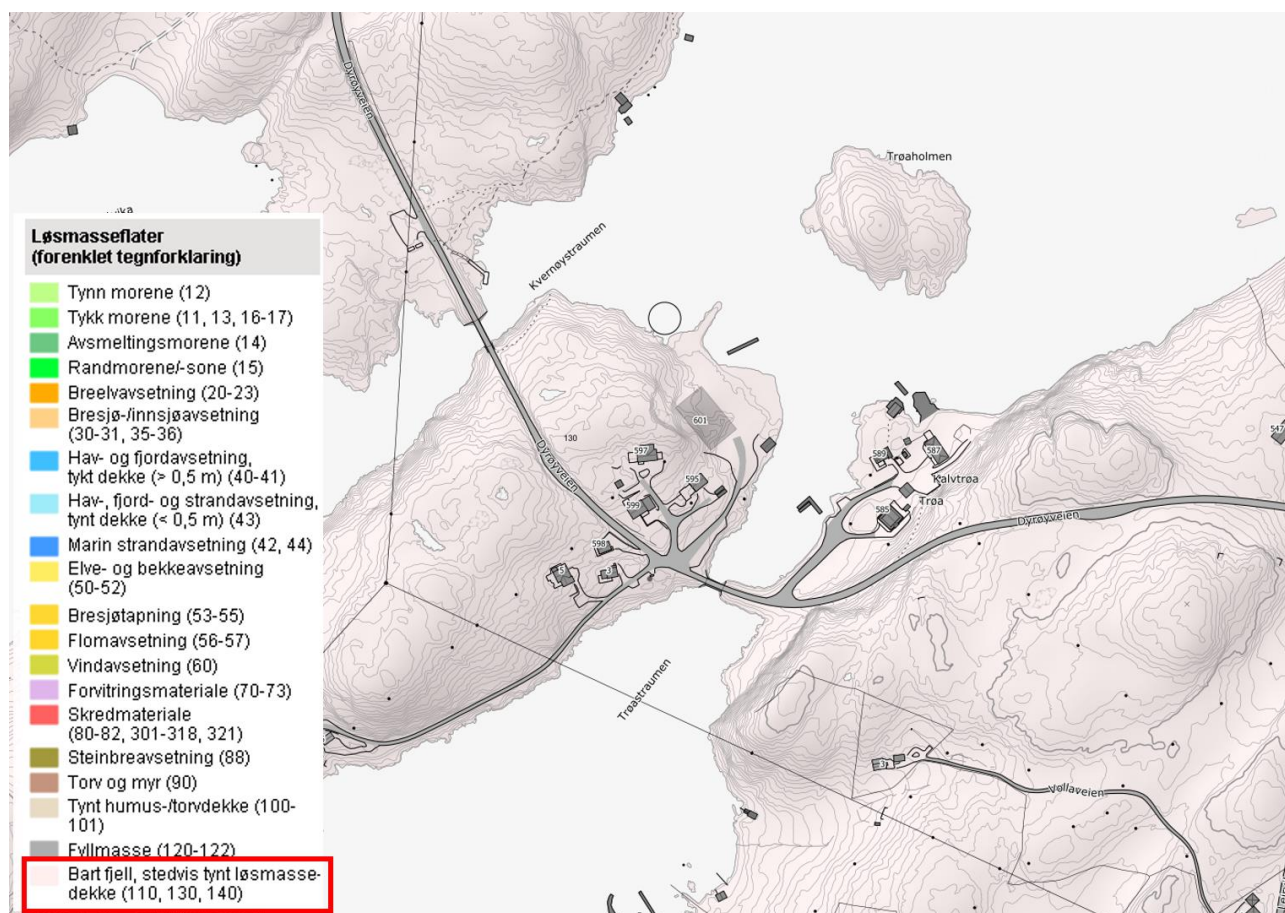 Dyrøyveien
Trøaholmen
Kvernøystraumen
Løsmasseflater
(forenklet tegnforklaring)
Tynn morene (12)
Tykk morene (11, 13, 16-17)
Avsmeltingsmorene (14)
Randmorene/-sone (15)
Breelvavsetning (20-23)
Bresjø-/innsjøavsetning
(30-31, 35-36)
Hav- og fjordavsetning,
tykt dekke (> 0,5 m) (40-41)
Hav-, fjord- og strandavsetning,
tynt dekke (< 0,5 m) (43)
Marin strandavsetning (42, 44)
Elve- og bekkeavsetning
(50-52)
Bresjøtapning (53-55)
Flomavsetning (56-57)
Vindavsetning (60)
Forvitringsmateriale (70-73)
Skredmateriale
(80-82, 301-318, 321)
Steinbreavsetning (88)
Torv og myr (90)
Tynt humus-/torvdekke (100-
101)
Fyllmasse (120-122)
Bart fjell, stedvis tynt løsmasse-
dekke (110, 130, 140)
601
130
Dyrøyveien
597
595
599
598
5
3
589
587
547
Kalvtrøa
Trøa
585
Dyrøyveien
Trøastraumen
Vollaveien